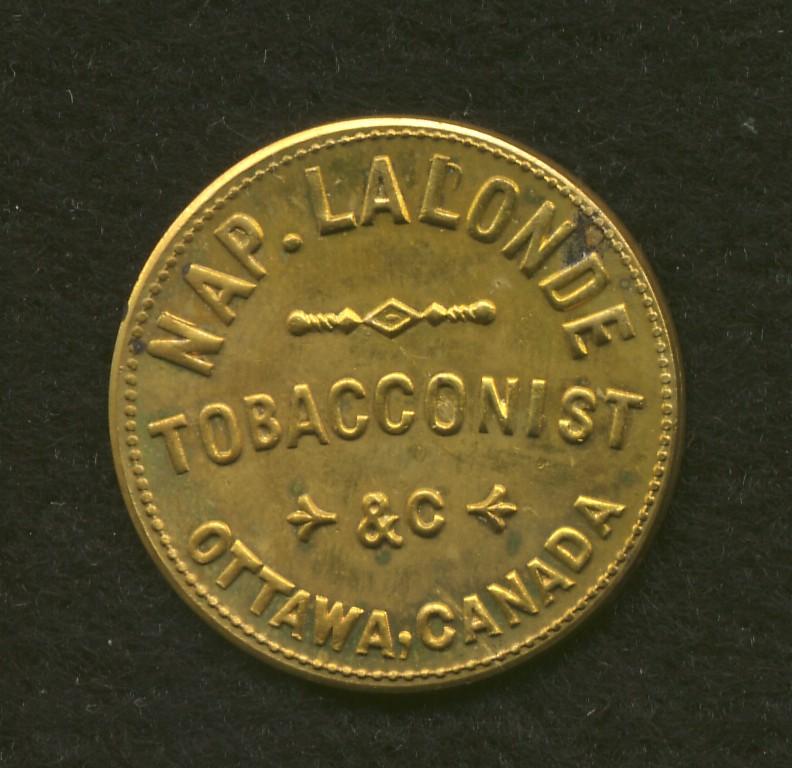 NAP. LALONDE
TOBACCONIST
&C
OTTAWA, CANADA